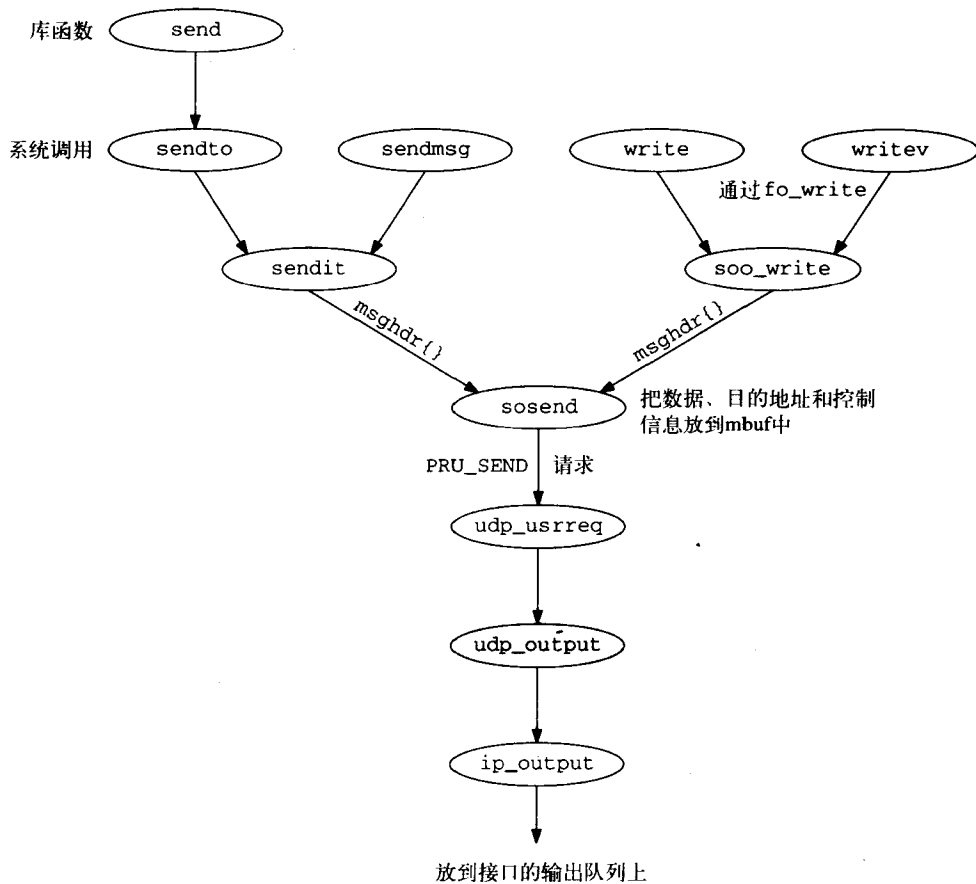 库函数
send
系统调用
sendto
sendmsg
write
writev
通过fo_write
sendit
soo_write
msghdr{}
msghdr{}
sosend
把数据、目的地址和控制
信息放到mbuf中
PRU_SEND 请求
udp_usrreq
udp_output
ip_output
放到接口的输出队列上